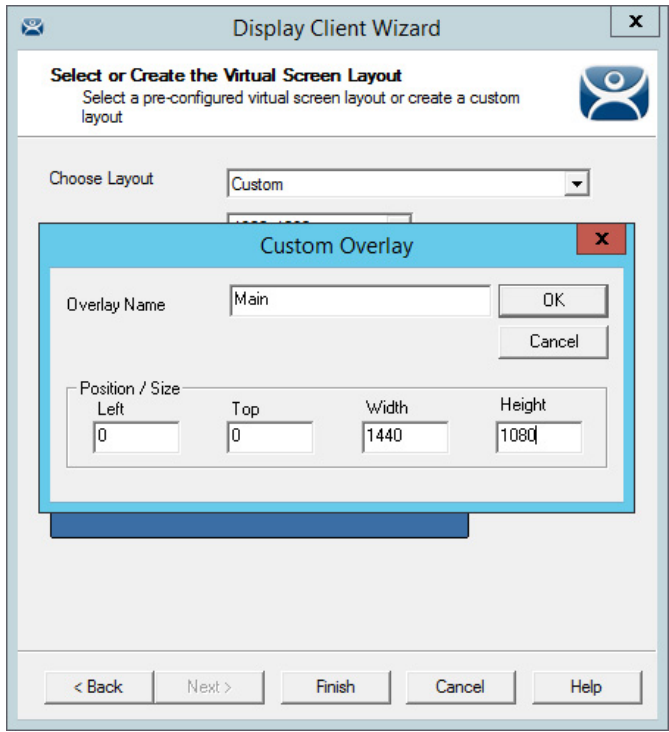 Display Client Wizard
x
Select or Create the Virtual Screen Layout
Select a pre-configured virtual screen layout or create a custom
layout
Choose Layout
Custom
Custom Overlay
x
Overlay Name
Main
OK
Cancel
Position / Size
Left
Top
Width
Height
0
0
1440
1080
< Back
Next >
Finish
Cancel
Help